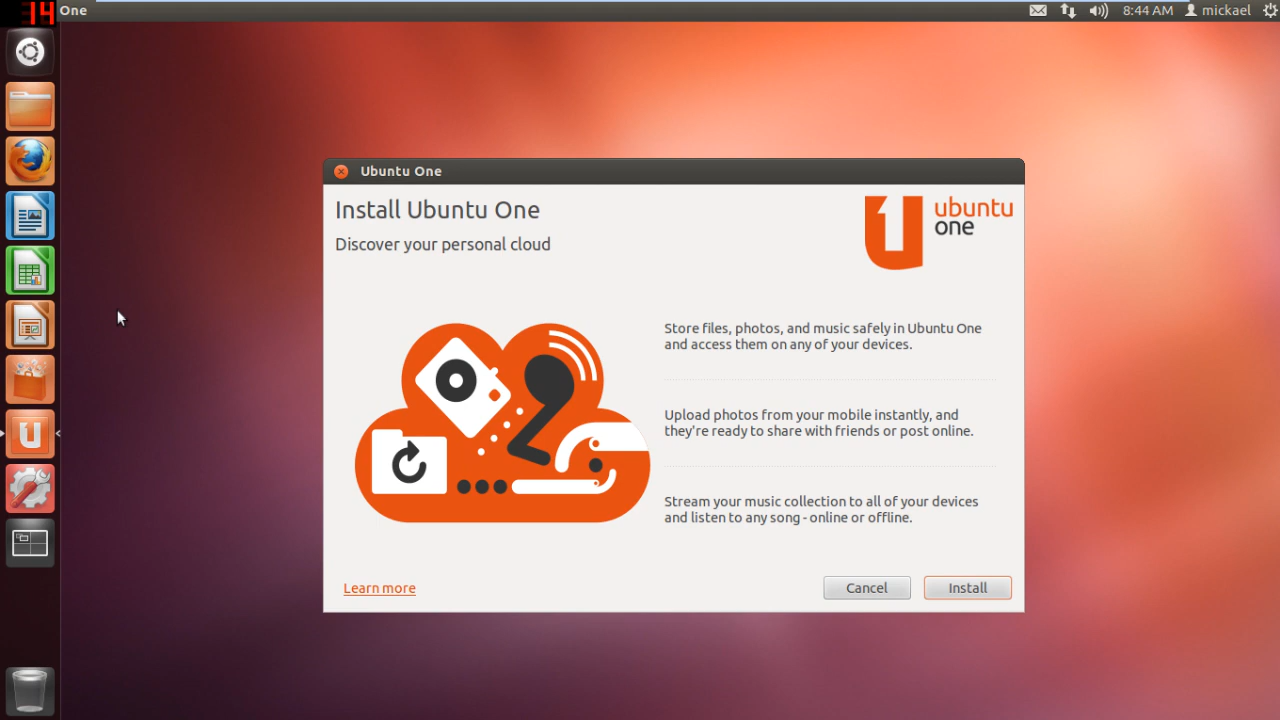 14
One
8:44 AM
mickael
Ubuntu One
Install Ubuntu One
Discover your personal cloud
ubuntu
one
Store files, photos, and music safely in Ubuntu One
and access them on any of your devices.
Upload photos from your mobile instantly, and
they're ready to share with friends or post online.
Stream your music collection to all of your devices
and listen to any song - online or offline.
Learn more
Cancel
Install